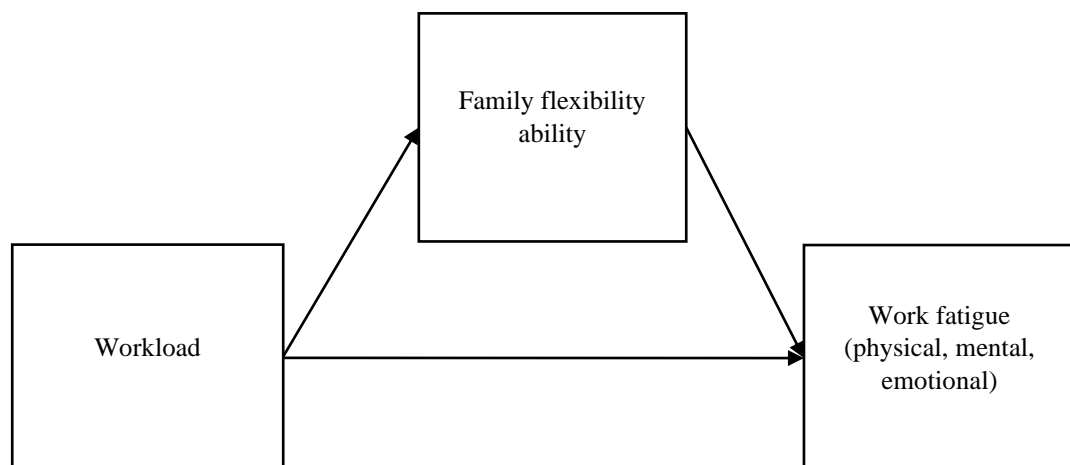 Family flexibility
ability
Workload
Work fatigue
(physical, mental,
emotional)